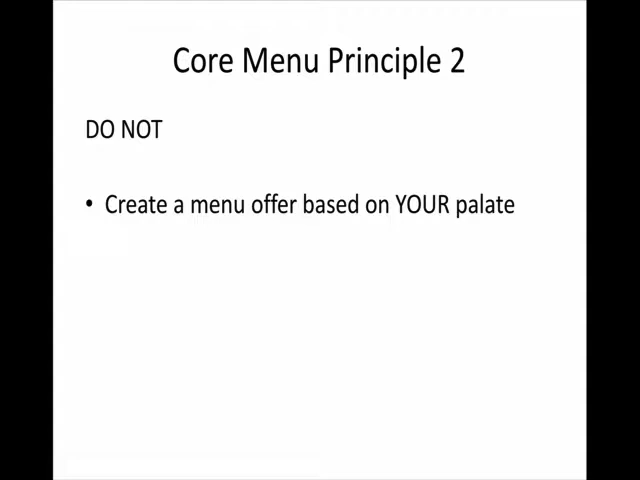 Core Menu Principle 2
DO NOT
• Create a menu offer based on YOUR palate